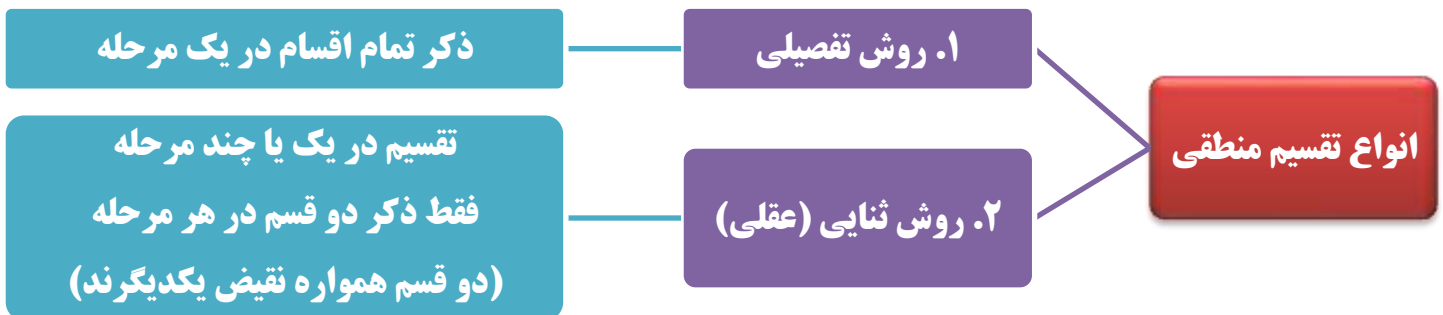 انواع تقسیم منطقی
۱. روش تفصیلی
ذکر تمام اقسام در یک مرحله
۲. روش ثنایی (عقلی)
تقسیم در یک یا چند مرحله
فقط ذکر دو قسم در هر مرحله
(دو قسم همواره نقیض یکدیگرند)